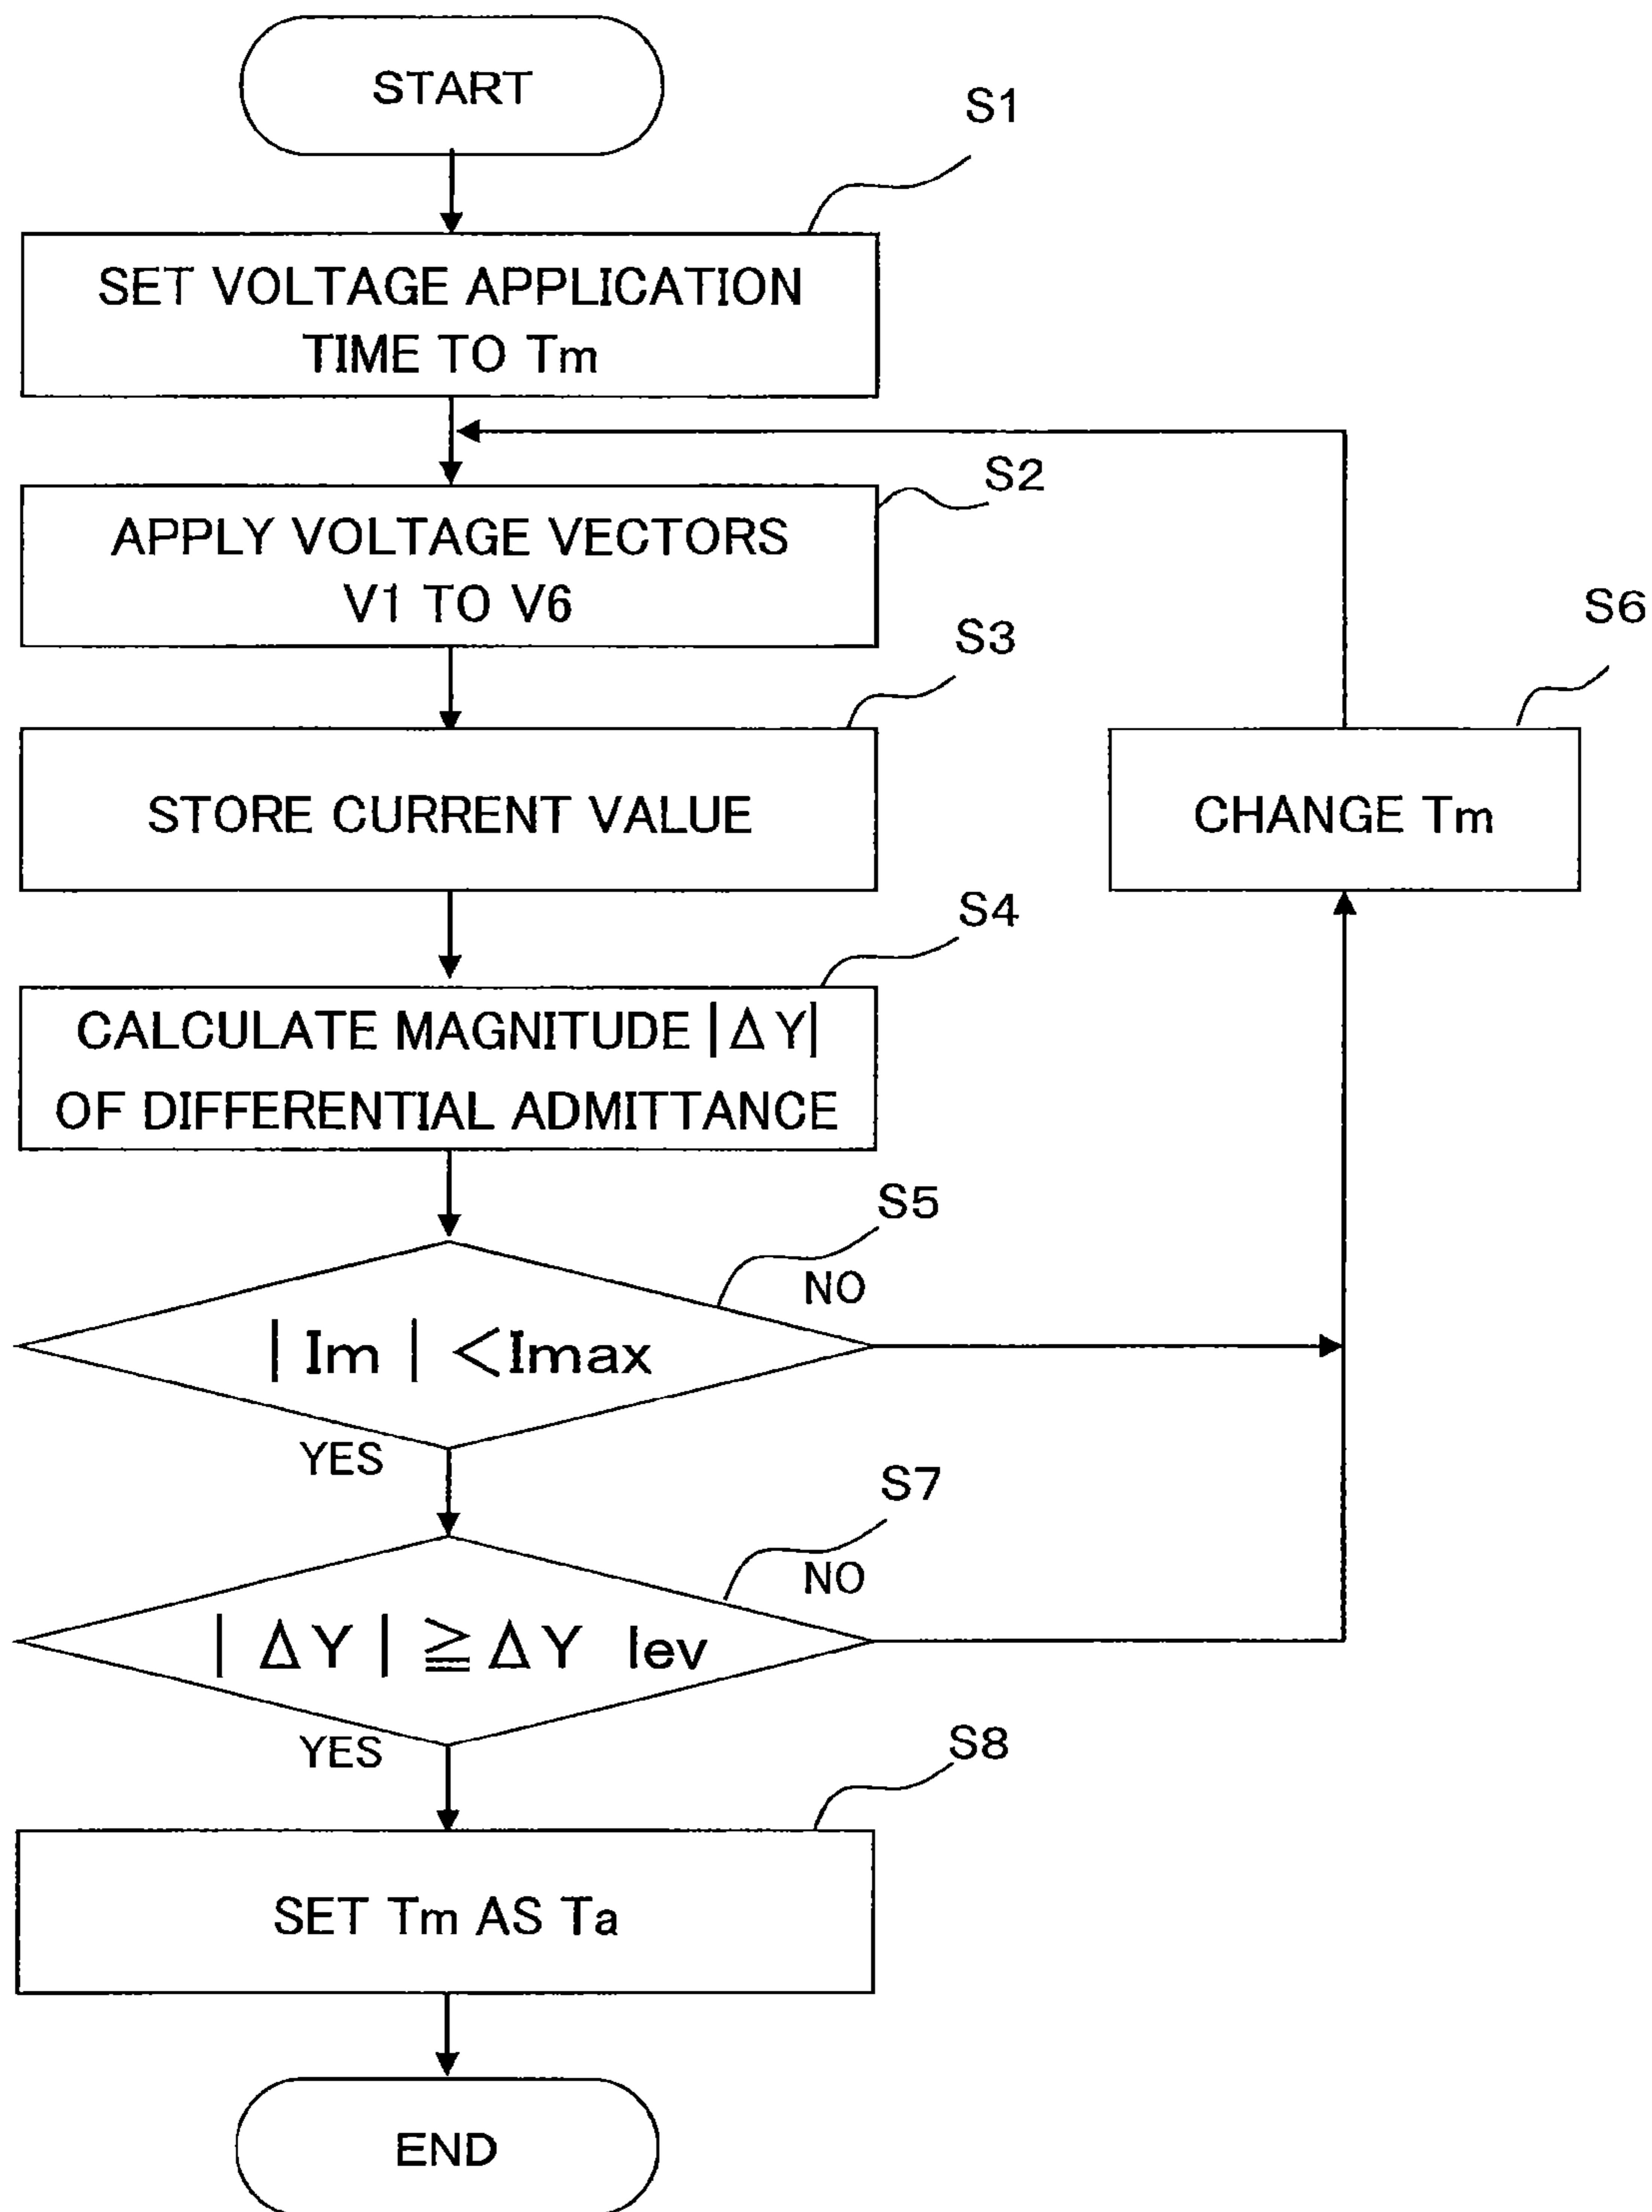 START
S1
SET VOLTAGE APPLICATION
TIME TO Tm
S2
APPLY VOLTAGE VECTORS
V1 TO V6
S3
STORE CURRENT VALUE
S6
CHANGE Tm
S4
CALCULATE MAGNITUDE |ΔY|
OF DIFFERENTIAL ADMITTANCE
S5
NO
| Im | <Imax
YES
S7
NO
| ΔY | ≧ ΔY lev
YES
S8
SET Tm AS Ta
END